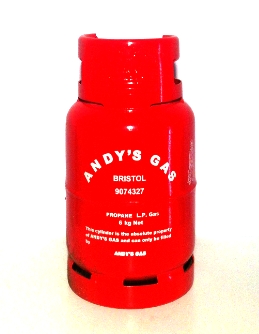 ANDY'S GAS
BRISTOL
9074327
PROPANE L.P. Gas
6 kg Net
This cylinder is the absolute property
of ANDY'S GAS and can only be filled
by
ANDY'S GAS